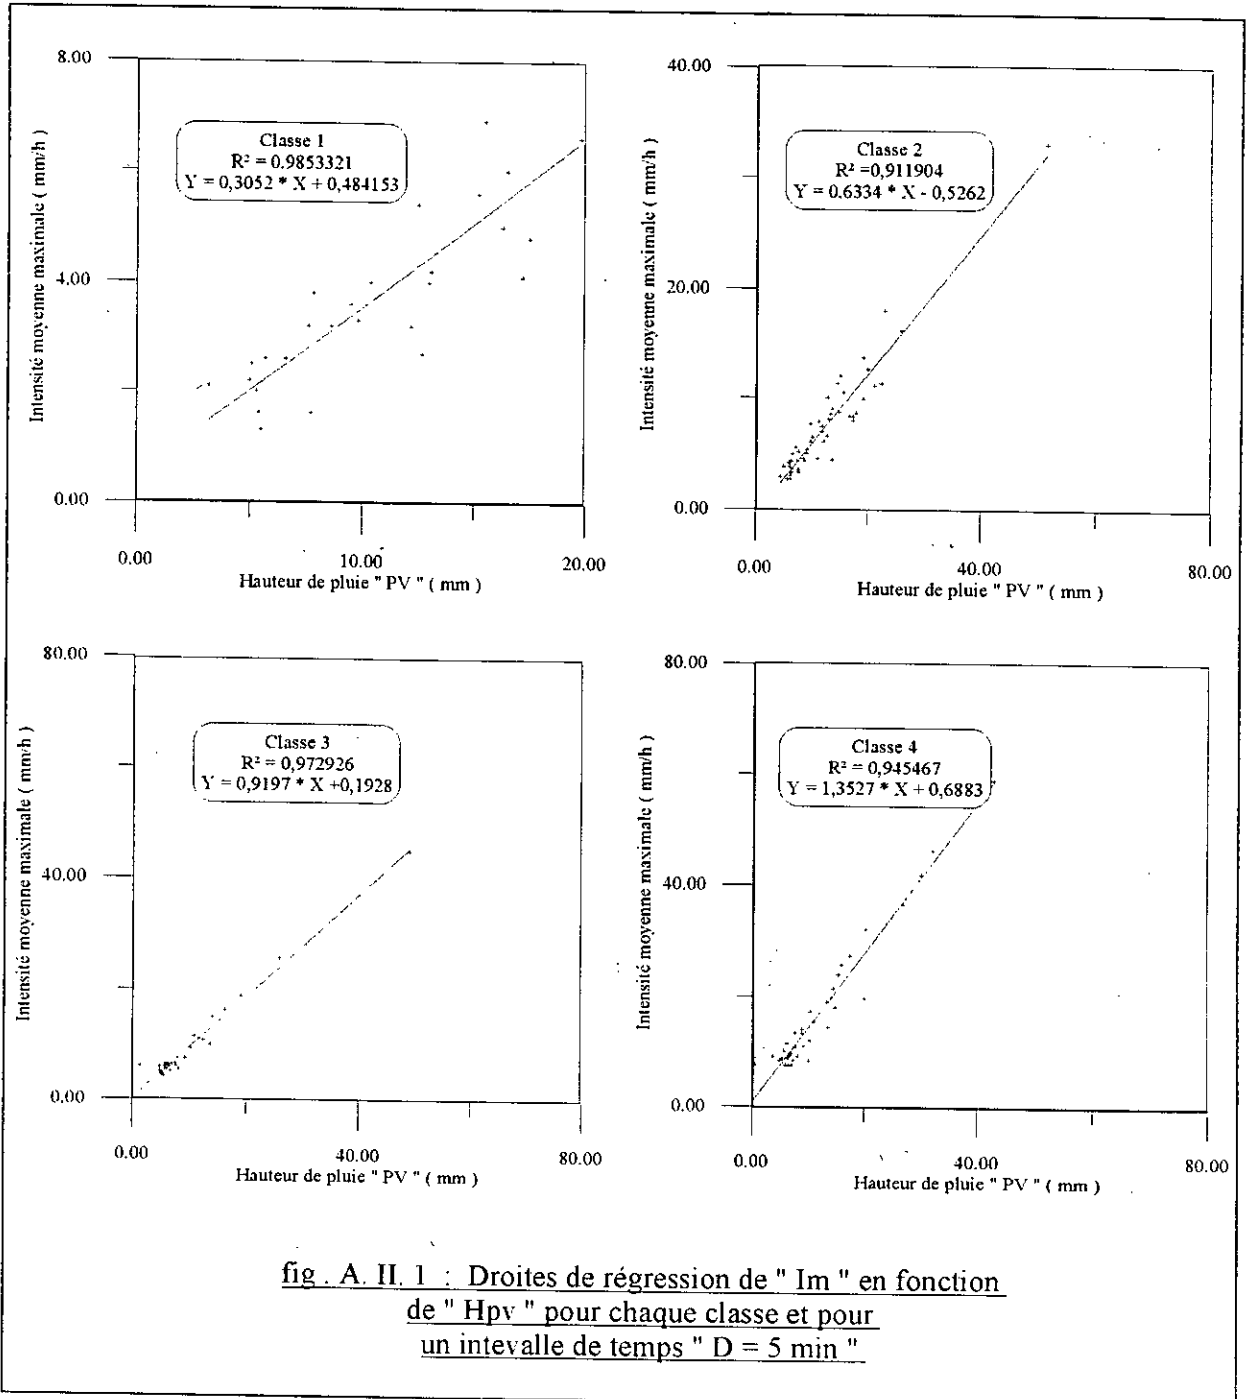 8.00
Classe 1
R² = 0.9853321
Y = 0,3052 * X + 0,484153
4.00
0.00
Intensité moyenne maximale ( mm/h )
0.00
10.00
20.00
Hauteur de pluie " PV " ( mm )
40.00
Classe 2
R² =0,911904
Y = 0.6334 * X - 0,5262
20.00
0.00
Intensité moyenne maximale ( mm/h )
0.00
40.00
80.00
Hauteur de pluie " PV " ( mm )
80.00
Classe 3
R² = 0,972926
Y = 0,9197 * X +0,1928
40.00
0.00
Intensité moyenne maximale ( mm/h )
0.00
40.00
80.00
Hauteur de pluie " PV " ( mm )
80.00
Classe 4
R² = 0,945467
Y = 1,3527 * X + 0,6883
40.00
0.00
Intensité moyenne maximale ( mm/h )
0.00
40.00
80.00
Hauteur de pluie " PV " ( mm )
fig . A. II. 1 : Droites de régression de " Im " en fonction
de " Hpv " pour chaque classe et pour
un intevalle de temps " D = 5 min "